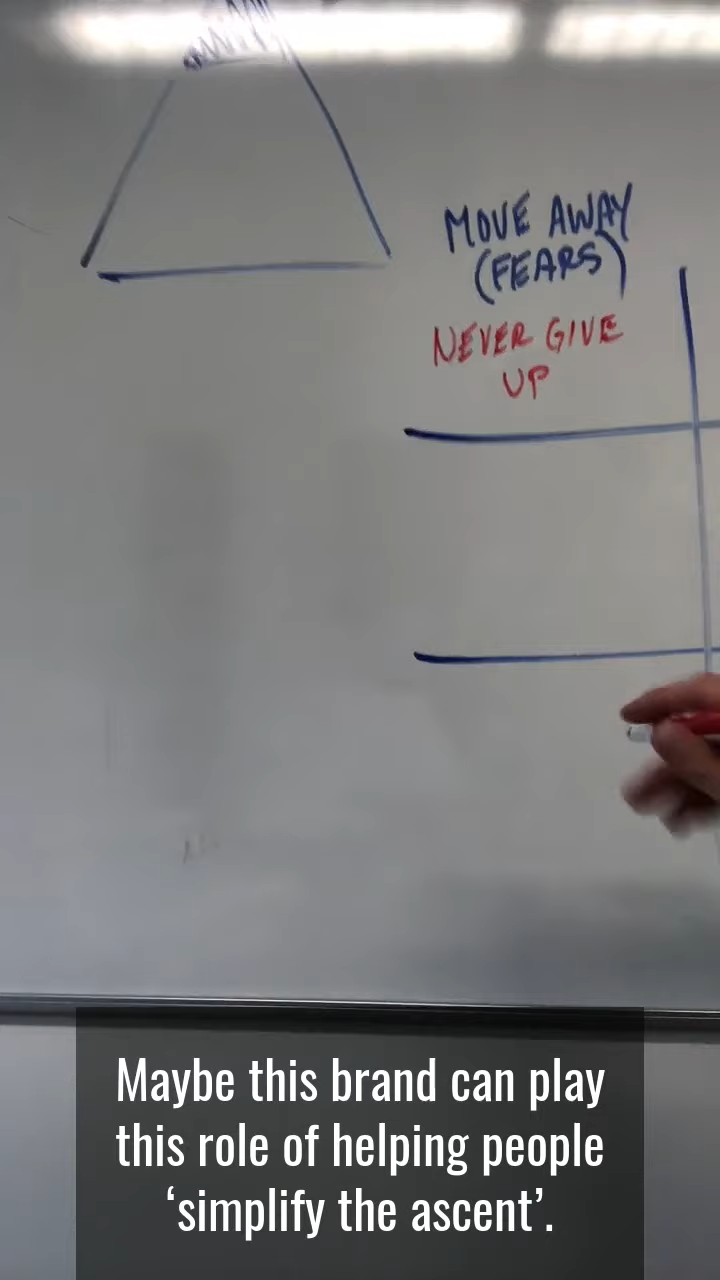 MOVE AWAY
(FEARS)
NEVER GIVE
UP
Maybe this brand can play
this role of helping people
‘simplify the ascent’.